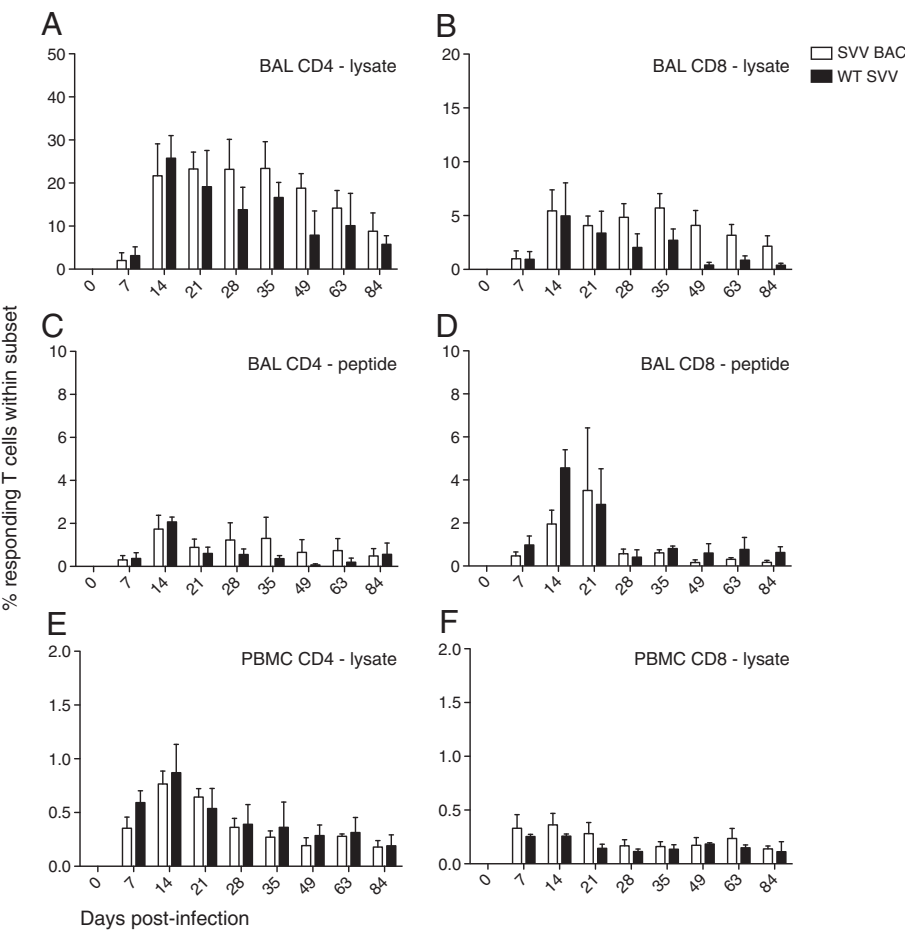 A
BAL CD4 - lysate
50
40
30
20
10
0
0 7 14 21 28 35 49 63 84
B
BAL CD8 - lysate
20
15
10
5
0
0 7 14 21 28 35 49 63 84
SVV BAC
WT SVV
% responding T cells within subset
C
BAL CD4 - peptide
10
8
6
4
2
0
0 7 14 21 28 35 49 63 84
D
BAL CD8 - peptide
10
8
6
4
2
0
0 7 14 21 28 35 49 63 84
E
PBMC CD4 - lysate
2.0
1.5
1.0
0.5
0.0
0 7 14 21 28 35 49 63 84
F
PBMC CD8 - lysate
2.0
1.5
1.0
0.5
0.0
0 7 14 21 28 35 49 63 84
Days post-infection